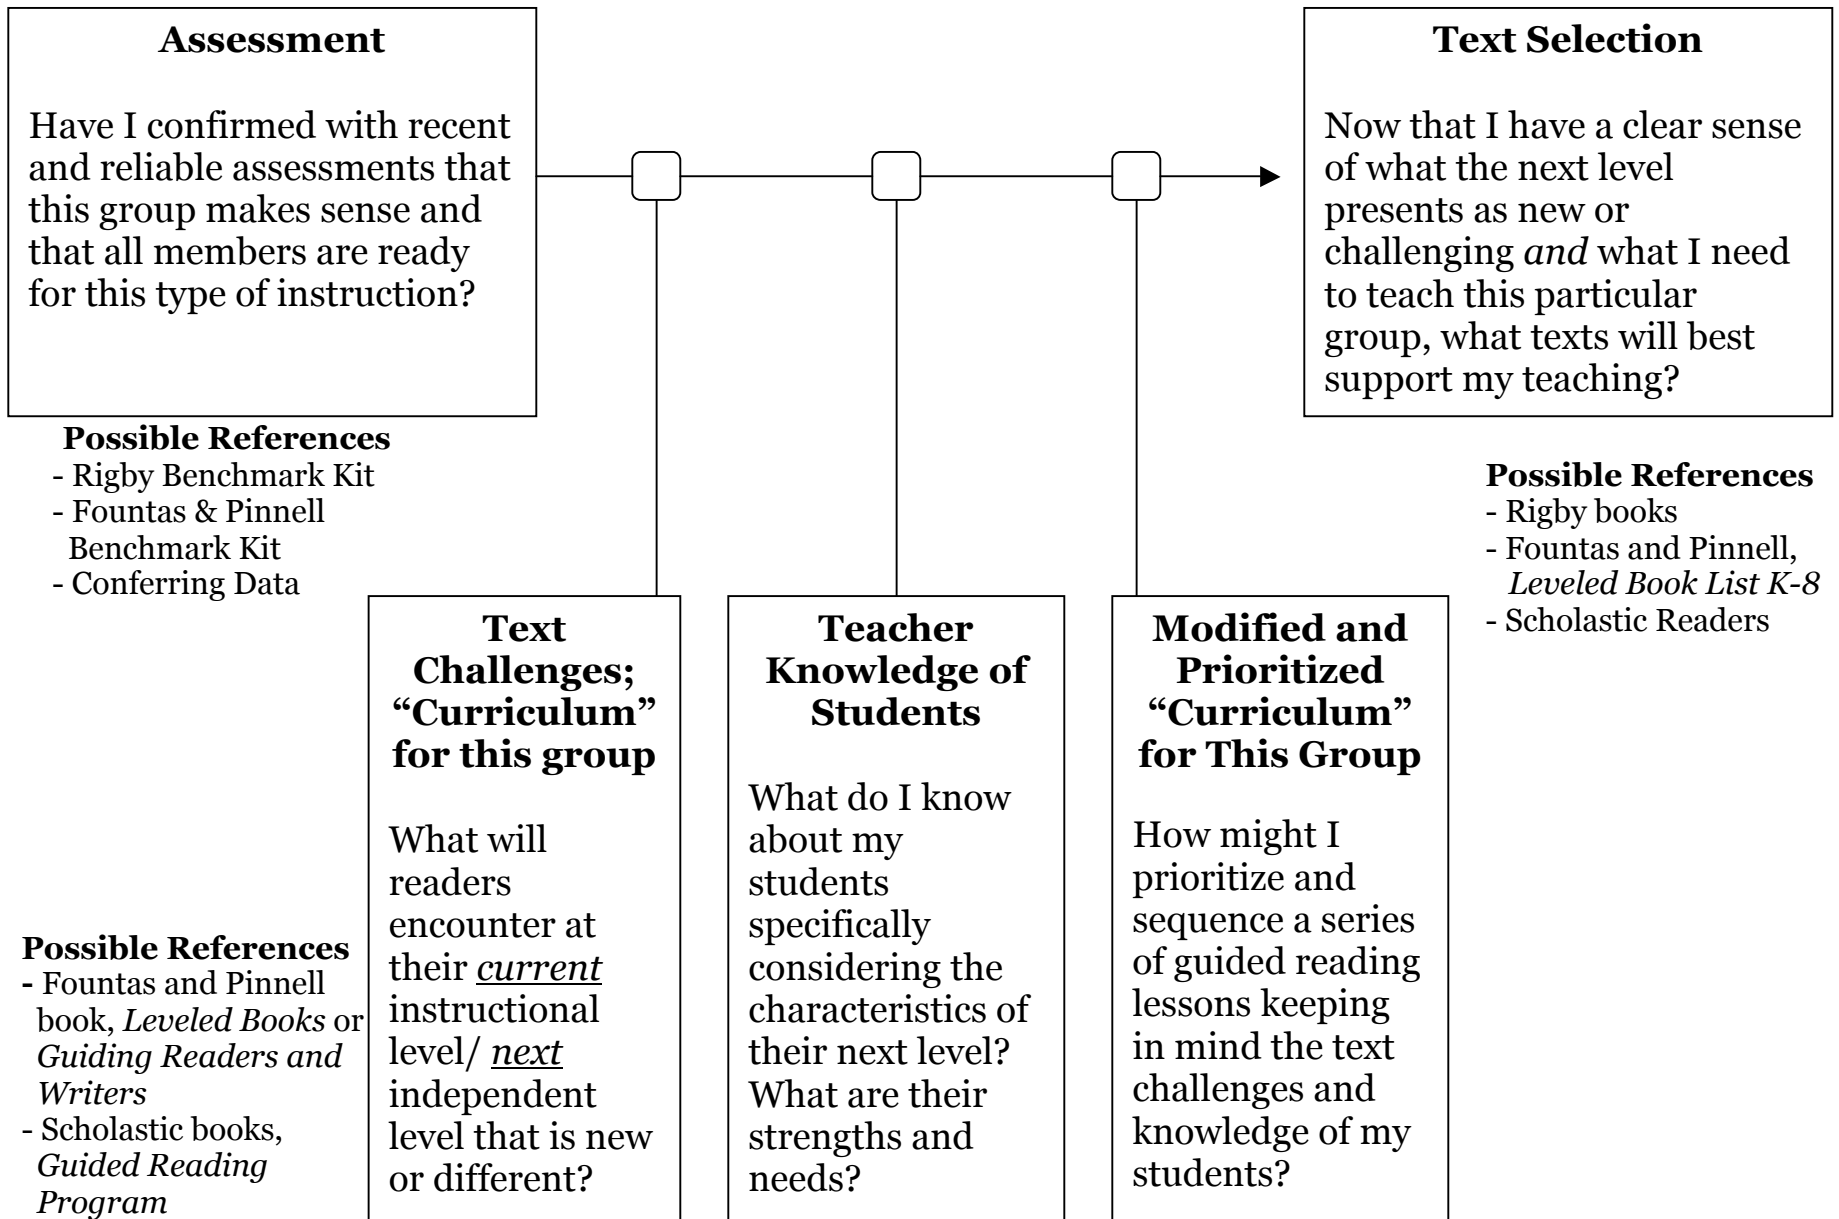 Assessment
Have I confirmed with recent
and reliable assessments that
this group makes sense and
that all members are ready
for this type of instruction?
Possible References
- Rigby Benchmark Kit
- Fountas & Pinnell
Benchmark Kit
- Conferring Data
Text Selection
Now that I have a clear sense
of what the next level
presents as new or
challenging and what I need
to teach this particular
group, what texts will best
support my teaching?
Possible References
- Rigby books
- Fountas and Pinnell,
Leveled Book List K-8
- Scholastic Readers
Possible References
- Fountas and Pinnell
book, Leveled Books or
Guiding Readers and
Writers
- Scholastic books,
Guided Reading
Program
Text
Challenges;
“Curriculum”
for this group
What will
readers
encounter at
their current
instructional
level/ next
independent
level that is new
or different?
Teacher
Knowledge of
Students
What do I know
about my
students
specifically
considering the
characteristics of
their next level?
What are their
strengths and
needs?
Modified and
Prioritized
“Curriculum”
for This Group
How might I
prioritize and
sequence a series
of guided reading
lessons keeping
in mind the text
challenges and
knowledge of my
students?